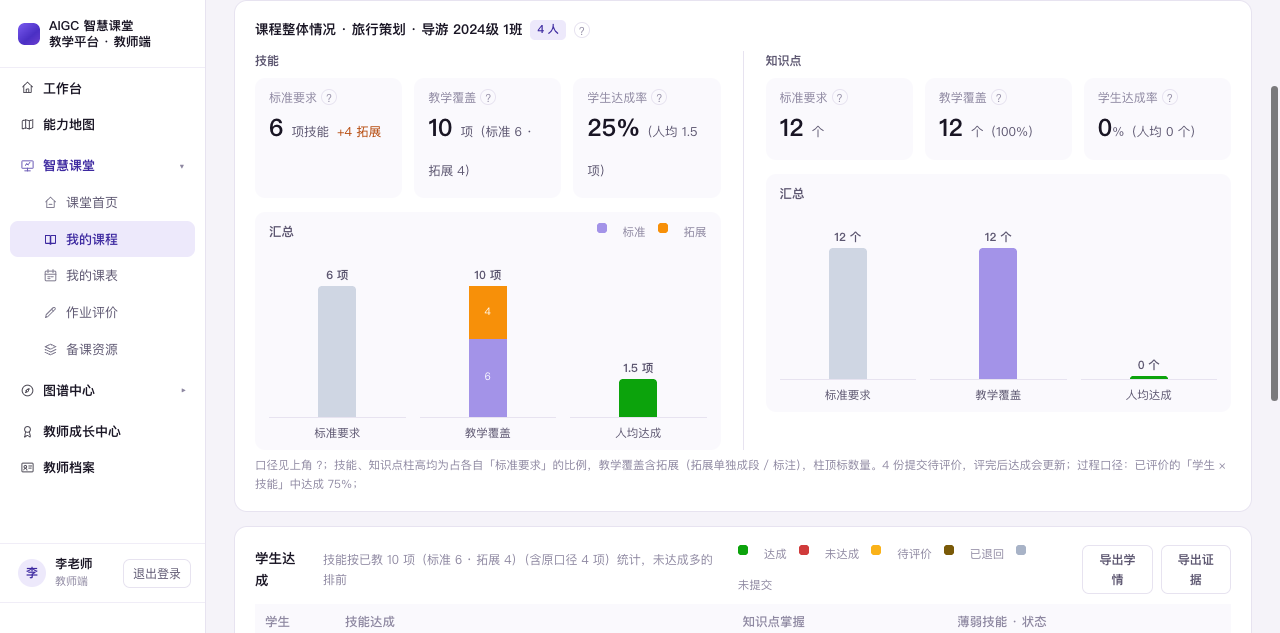 AIGC 智慧课堂
教学平台 · 教师端
工作台
能力地图
智慧课堂
课堂首页
我的课程
我的课表
作业评价
备课资源
图谱中心
教师成长中心
教师档案
李
李老师
教师端
退出登录
课程整体情况 · 旅行策划 · 导游 2024级 1班 4 人 ?
技能
标准要求 ?
6 项技能 +4 拓展
教学覆盖 ?
10 项（标准 6 ·
拓展 4）
学生达成率 ?
25%（人均 1.5
项）
汇总
标准 拓展
6 项
10 项
4
6
1.5 项
标准要求 教学覆盖 人均达成
知识点
标准要求 ?
12 个
教学覆盖 ?
12 个（100%）
学生达成率 ?
0%（人均 0 个）
汇总
12 个
12 个
0 个
标准要求 教学覆盖 人均达成
口径见上角 ?；技能、知识点柱高均为占各自「标准要求」的比例，教学覆盖含拓展（拓展单独成段 / 标注），柱顶标数量。4 份提交待评价，评完后达成会更新；过程口径：已评价的「学生 ×
技能」中达成 75%；
学生达
成
技能按已教 10 项（标准 6 · 拓展 4）（含原口径 4 项）统计，未达成多的
排前
达成 未达成 待评价 已退回
未提交
导出学
情
导出证
据
学生 技能达成 知识点掌握 薄弱技能 · 状态